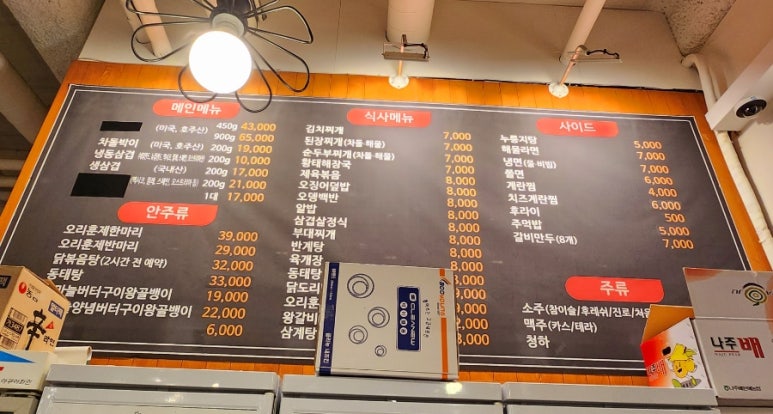 메인메뉴
(미국, 호주산) 450g 43,000
900g 65,000
차돌박이 (미국, 호주산) 200g 19,000
냉동삼겹 200g 10,000
생삼겹 (국내산) 200g 17,000
200g 21,000
1대 17,000
안주류
오리훈제한마리 39,000
오리훈제반마리 29,000
닭볶음탕(2시간 전 예약) 32,000
동태탕 33,000
마늘버터구이왕골뱅이 19,000
양념버터구이왕골뱅이 22,000
6,000
식사메뉴
김치찌개 7,000
된장찌개(차돌·해물) 7,000
순두부찌개(차돌·해물) 7,000
황태해장국 7,000
제육볶음 8,000
오징어덮밥 8,000
오뎅백반 8,000
알밥 8,000
삼겹살정식 8,000
부대찌개 8,000
반계탕 8,000
육개장 8,000
동태탕
닭도리 9,000
오리훈
왕갈비
삼계탕
사이드
누룽지탕 5,000
해물라면 7,000
냉면(물·비빔) 7,000
쫄면 6,000
계란찜 4,000
치즈계란찜 6,000
후라이 500
주먹밥 5,000
갈비만두(8개) 7,000
주류
소주(참이슬/후레쉬/진로/처음
맥주(카스/테라) 4,000
청하
나주
배